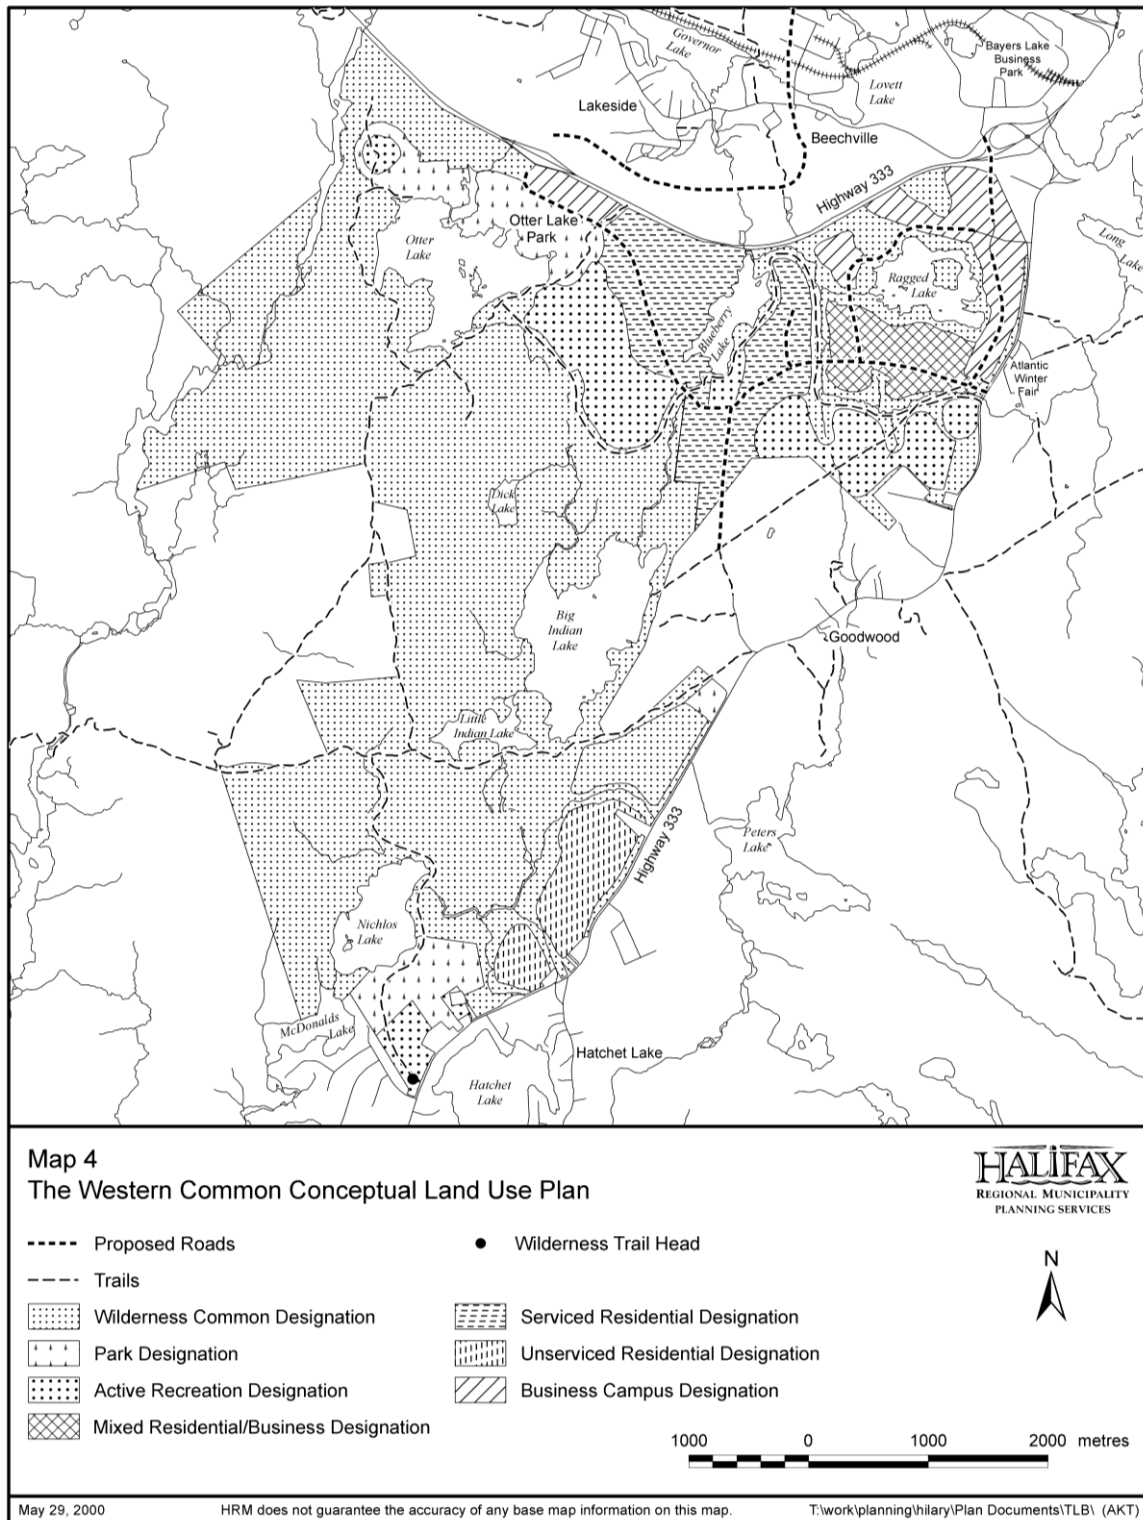 Governor
Lake
Bayers Lake
Business
Park
Lakeside
Lovett
Lake
Beechville
Highway 333
Otter Lake
Park
Otter
Lake
Long
Lake
Ragged
Lake
Blueberry
Lake
Atlantic
Winter
Fair
Dick
Lake
Big
Indian
Lake
Goodwood
Little
Indian Lake
Highway 333
Peters
Lake
Nichlos
Lake
McDonalds
Lake
Hatchet Lake
Hatchet
Lake
Map 4
The Western Common Conceptual Land Use Plan
HALIFAX
REGIONAL MUNICIPALITY
PLANNING SERVICES
Proposed Roads
Wilderness Trail Head
N
Trails
Wilderness Common Designation
Serviced Residential Designation
Park Designation
Unserviced Residential Designation
Active Recreation Designation
Business Campus Designation
Mixed Residential/Business Designation
1000 0 1000 2000 metres
May 29, 2000 HRM does not guarantee the accuracy of any base map information on this map. T:\work\planning\hilary\Plan Documents\TLB\ (AKT)